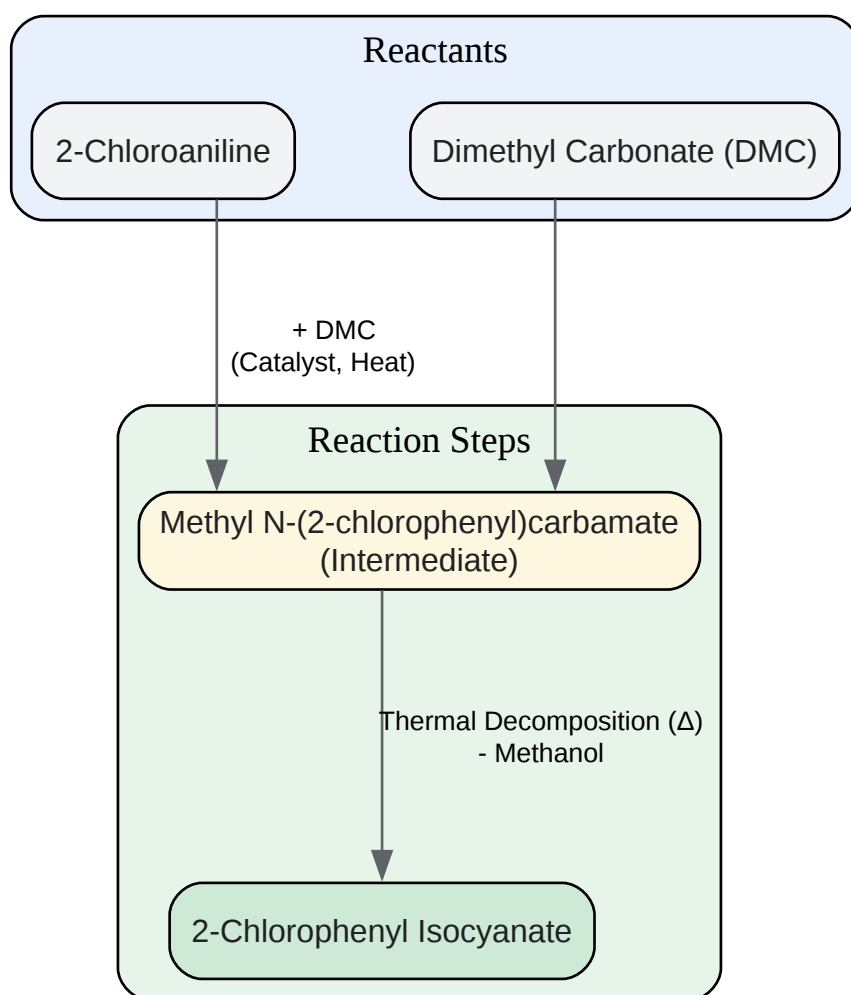 Reactants
2-Chloroaniline
Dimethyl Carbonate (DMC)
+ DMC
(Catalyst, Heat)
Reaction Steps
Methyl N-(2-chlorophenyl)carbamate
(Intermediate)
Thermal Decomposition (Δ)
- Methanol
2-Chlorophenyl Isocyanate